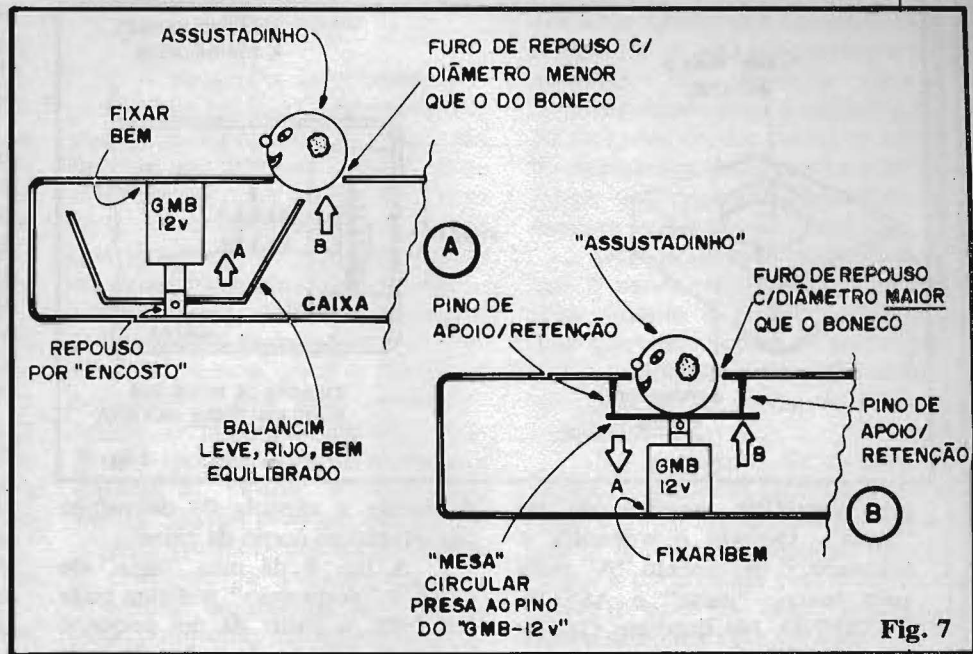 ASSUSTADINHO
FURO DE REPOUSO C/
DIÂMETRO MENOR
QUE O DO BONECO
FIXAR
BEM
GMB
12v
A
B
A
CAIXA
REPOUSO
POR "ENCOSTO"
BALANCIM
LEVE, RIJO, BEM
EQUILIBRADO
"ASSUSTADINHO"
PINO DE
APOIO/RETENÇÃO
FURO DE REPOUSO
C/DIÂMETRO MAIOR
QUE O BONECO
PINO DE
APOIO/
RETENÇÃO
A
GMB
12v
B
B
"MESA"
CIRCULAR
PRESA AO PINO
DO "GMB-12v"
FIXAR BEM
Fig. 7